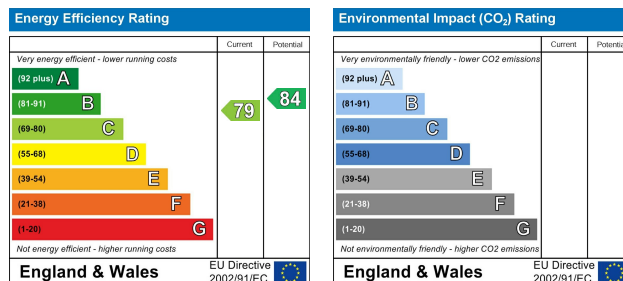 Energy Efficiency Rating
Current Potential
Very energy efficient - lower running costs
(92 plus) A
(81-91) B
(69-80) C
(55-68) D
(39-54) E
(21-38) F
(1-20) G
79
84
Not energy efficient - higher running costs
England & Wales
EU Directive
2002/91/EC
Environmental Impact (CO2) Rating
Current Potential
Very environmentally friendly - lower CO2 emissions
(92 plus) A
(81-91) B
(69-80) C
(55-68) D
(39-54) E
(21-38) F
(1-20) G
Not environmentally friendly - higher CO2 emissions
England & Wales
EU Directive
2002/91/EC